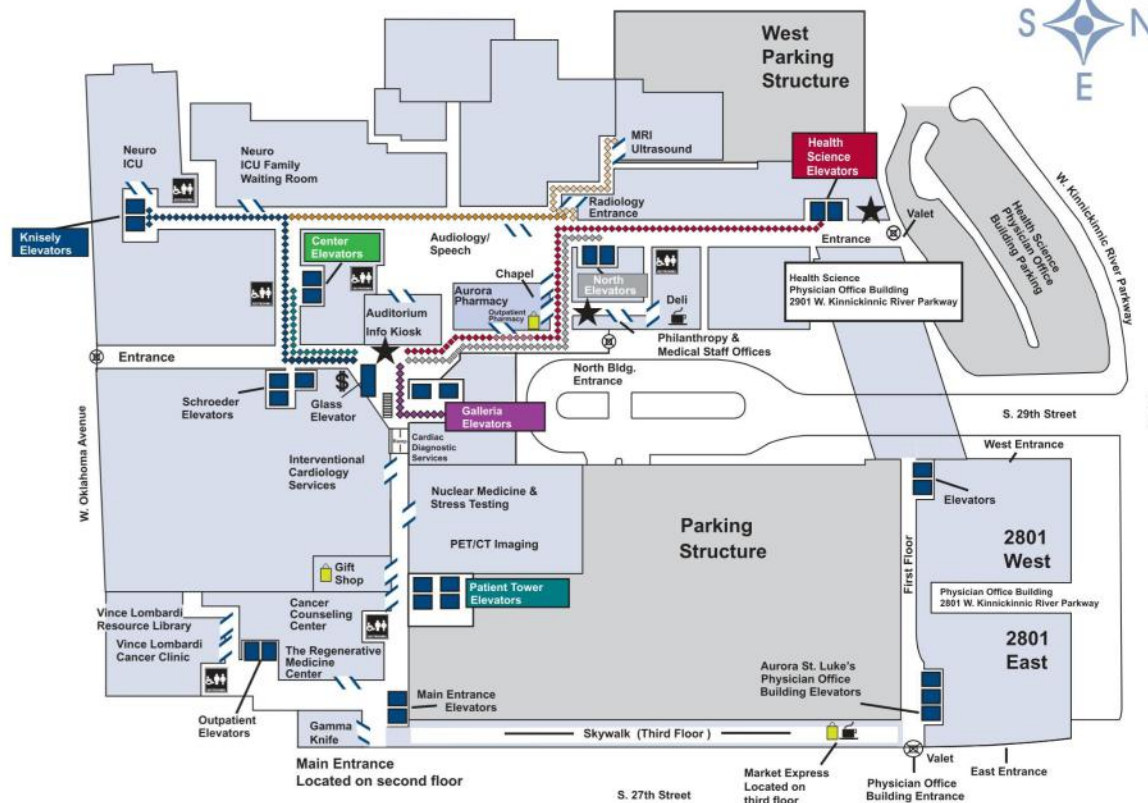 West
Parking
Structure
S
N
E
Neuro
ICU
Neuro
ICU Family
Waiting Room
MRI
Ultrasound
Health
Science
Elevators
W. Kinnickinnic River Parkway
Health Science
Physician Office
Building Parking
Radiology
Entrance
Valet
Knisely
Elevators
Center
Elevators
Audiology/
Speech
Entrance
Chapel
North
Elevators
Health Science
Physician Office Building
2901 W. Kinnickinnic River Parkway
Aurora
Pharmacy
Outpatient
Pharmacy
Deli
Auditorium
Info Kiosk
Philanthropy &
Medical Staff Offices
Entrance
North Bldg.
Entrance
Schroeder
Elevators
$
Glass
Elevator
Galleria
Elevators
S. 29th Street
W. Oklahoma Avenue
Cardiac
Diagnostic
Services
West Entrance
Interventional
Cardiology
Services
Nuclear Medicine &
Stress Testing
Elevators
Parking
Structure
PET/CT Imaging
2801
West
First Floor
Gift
Shop
Patient Tower
Elevators
Physician Office Building
2801 W. Kinnickinnic River Parkway
Vince Lombardi
Resource Library
Cancer
Counseling
Center
Vince Lombardi
Cancer Clinic
2801
East
The Regenerative
Medicine
Center
Aurora St. Luke's
Physician Office
Building Elevators
Main Entrance
Elevators
Outpatient
Elevators
Gamma
Knife
Skywalk (Third Floor )
Main Entrance
Located on second floor
Valet
Market Express
Located on
third floor
Physician Office
Building Entrance
East Entrance
S. 27th Street